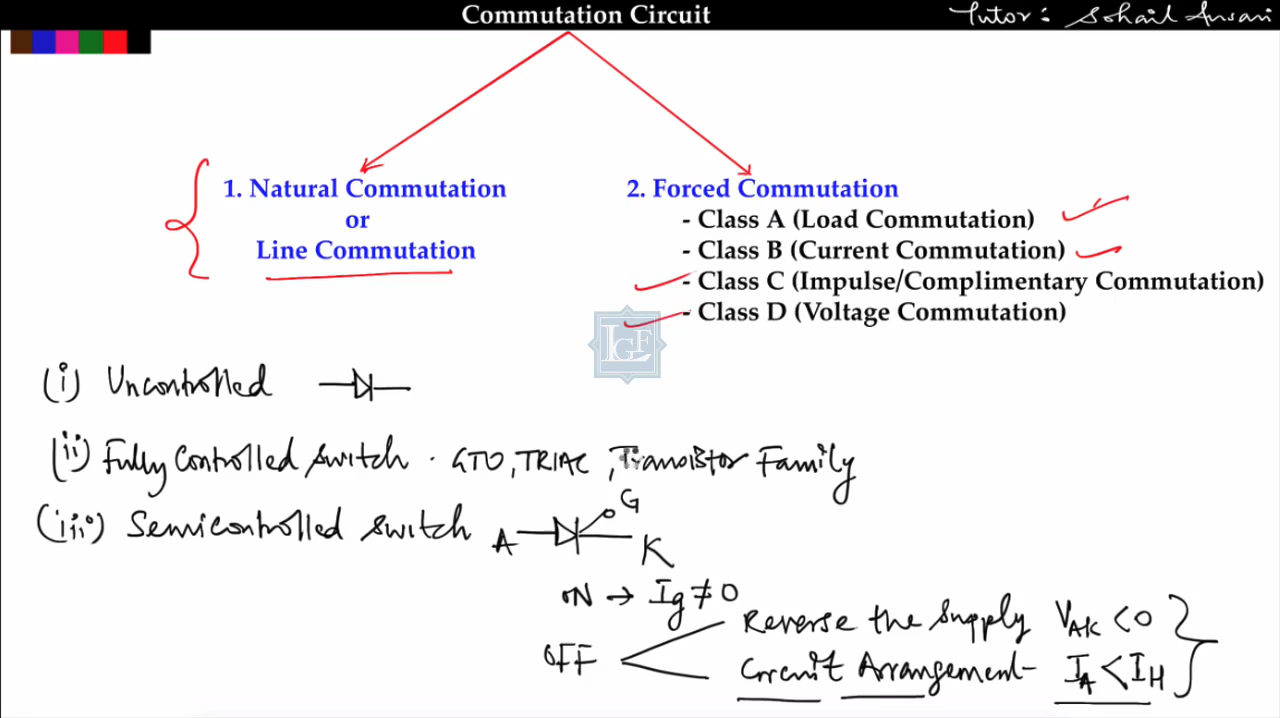 Commutation Circuit
Tutor: Sohail Ansari
1. Natural Commutation
or
Line Commutation
2. Forced Commutation
- Class A (Load Commutation)
- Class B (Current Commutation)
- Class C (Impulse/Complimentary Commutation)
- Class D (Voltage Commutation)
LGF
(i) Uncontrolled
(ii) Fully Controlled switch · GTO, TRIAC, Transistor Family
(iii) Semicontrolled switch A G K
ON → Ig ≠ 0
OFF
Reverse the supply VAK < 0
Circuit Arrangement- IA < IH